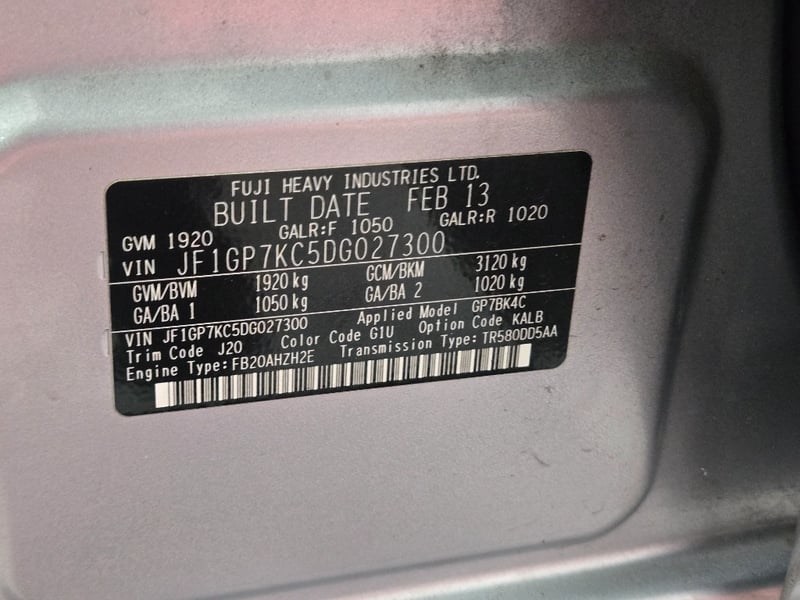 FUJI HEAVY INDUSTRIES LTD.
BUILT DATE FEB 13
GVM 1920 GALR:F 1050 GALR:R 1020
VIN JF1GP7KC5DG027300
GVM/BVM 1920 kg GCM/BKM 3120 kg
GA/BA 1 1050 kg GA/BA 2 1020 kg
VIN JF1GP7KC5DG027300 Applied Model GP7BK4C
Trim Code J20 Color Code G1U Option Code KALB
Engine Type:FB20AHZH2E Transmission Type:TR580DD5AA